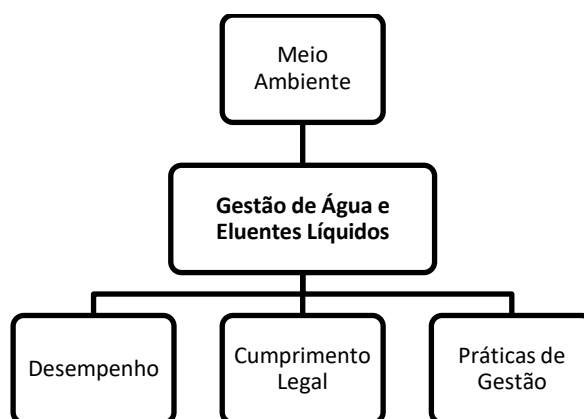 Meio
Ambiente
Gestão de Água e
Eluentes Líquidos
Desempenho
Cumprimento
Legal
Práticas de
Gestão